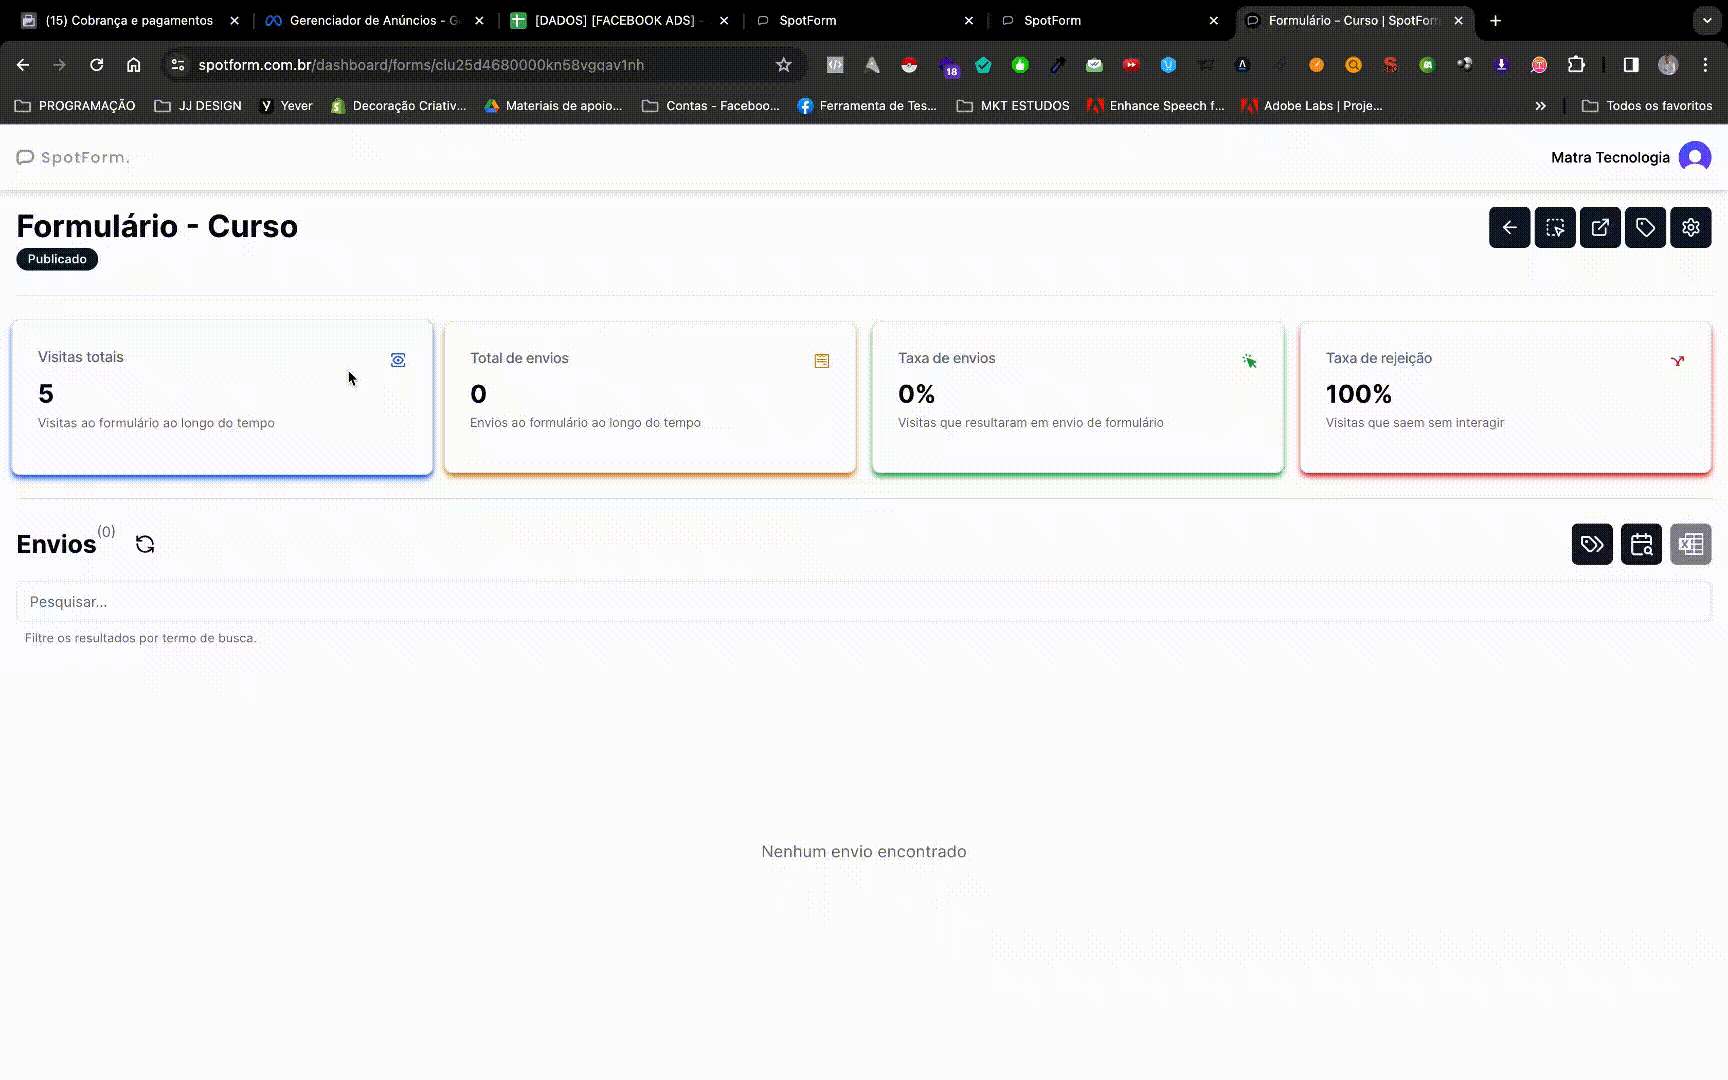 (15) Cobrança e pagamentos
Gerenciador de Anúncios - G
[DADOS] [FACEBOOK ADS] -
SpotForm
SpotForm
Formulário - Curso | SpotForm
spotform.com.br/dashboard/forms/clu25d4680000kn58vgqav1nh
18
PROGRAMAÇÃO
JJ DESIGN
Yever
Decoração Criativ...
Materiais de apoio...
Contas - Faceboo...
Ferramenta de Tes...
MKT ESTUDOS
Enhance Speech f...
Adobe Labs | Proje...
Todos os favoritos
SpotForm.
Matra Tecnologia
Formulário - Curso
Publicado
Visitas totais
5
Visitas ao formulário ao longo do tempo
Total de envios
0
Envios ao formulário ao longo do tempo
Taxa de envios
0%
Visitas que resultaram em envio de formulário
Taxa de rejeição
100%
Visitas que saem sem interagir
Envios (0)
Pesquisar...
Filtre os resultados por termo de busca.
Nenhum envio encontrado